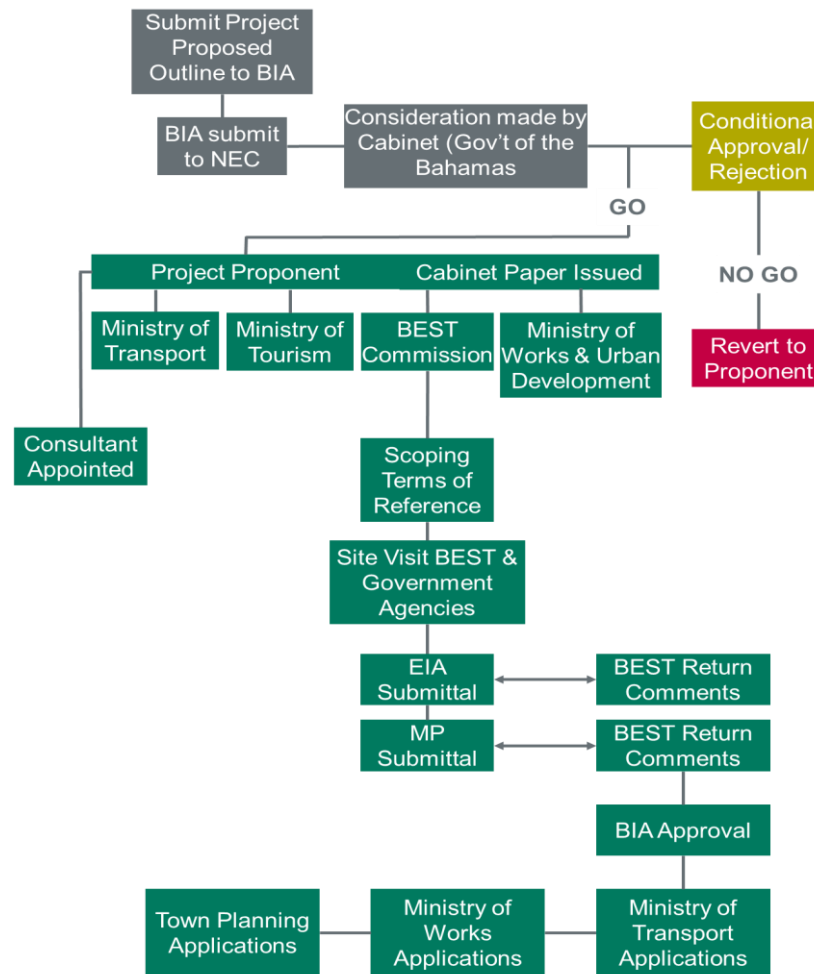 Submit Project
Proposed
Outline to BIA
BIA submit
to NEC
Consideration made by
Cabinet (Gov't of the
Bahamas
Conditiona
Approval/
Rejection
GO
NO GO
Revert to
Proponent
Project Proponent
Cabinet Paper Issued
Ministry of
Transport
Ministry of
Tourism
BEST
Commission
Ministry of
Works & Urban
Development
Consultant
Appointed
Scoping
Terms of
Reference
Site Visit BEST &
Government
Agencies
EIA
Submittal
BEST Return
Comments
MP
Submittal
BEST Return
Comments
BIA Approval
Town Planning
Applications
Ministry of
Works
Applications
Ministry of
Transport
Applications